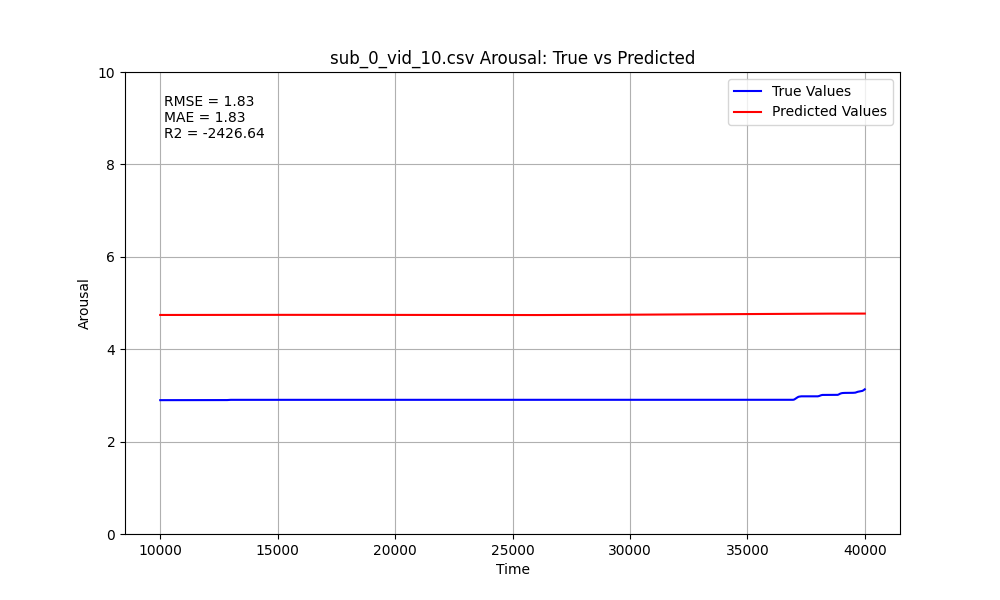 sub_0_vid_10.csv Arousal: True vs Predicted
RMSE = 1.83
MAE = 1.83
R2 = -2426.64
True Values
Predicted Values
10
8
6
4
2
0
Arousal
10000 15000 20000 25000 30000 35000 40000
Time